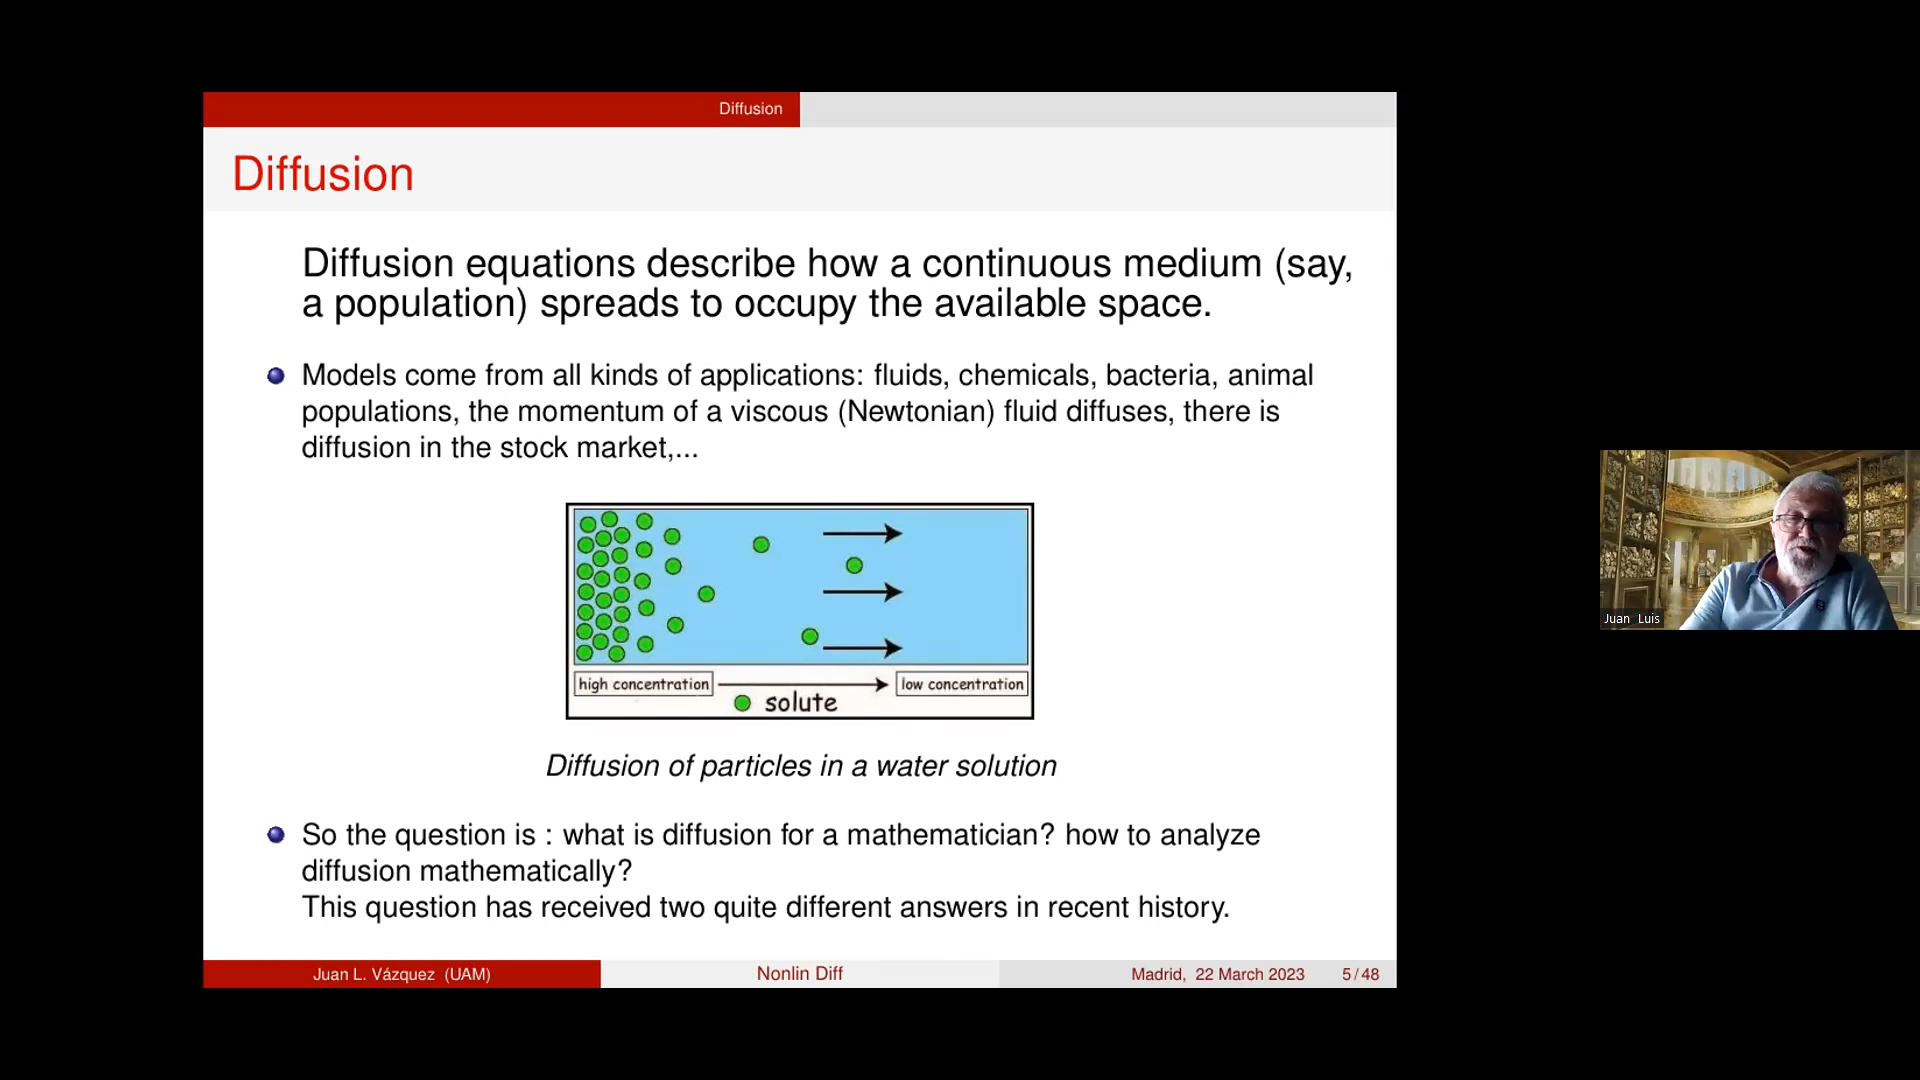 Diffusion
Diffusion
Diffusion equations describe how a continuous medium (say,
a population) spreads to occupy the available space.
Models come from all kinds of applications: fluids, chemicals, bacteria, animal
populations, the momentum of a viscous (Newtonian) fluid diffuses, there is
diffusion in the stock market,...
high concentration
low concentration
solute
Diffusion of particles in a water solution
So the question is : what is diffusion for a mathematician? how to analyze
diffusion mathematically?
This question has received two quite different answers in recent history.
Juan L. Vázquez (UAM)
Nonlin Diff
Madrid, 22 March 2023
5 / 48
Juan Luis